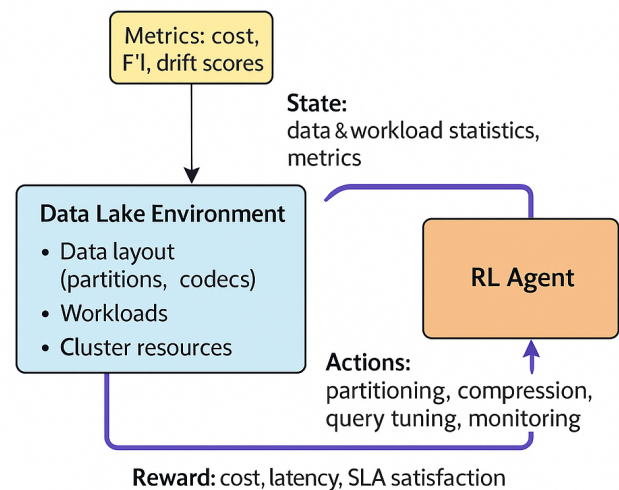 Metrics: cost,
F'l, drift scores
State:
data & workload statistics,
metrics
Data Lake Environment
• Data layout
(partitions, codecs)
• Workloads
• Cluster resources
RL Agent
Actions:
partitioning, compression,
query tuning, monitoring
Reward: cost, latency, SLA satisfaction